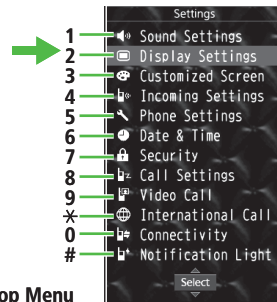 Settings
1 Sound Settings
2 Display Settings
3 Customized Screen
4 Incoming Settings
5 Phone Settings
6 Date & Time
7 Security
8 Call Settings
9 Video Call
* International Call
0 Connectivity
# Notification Light
Select
op Menu